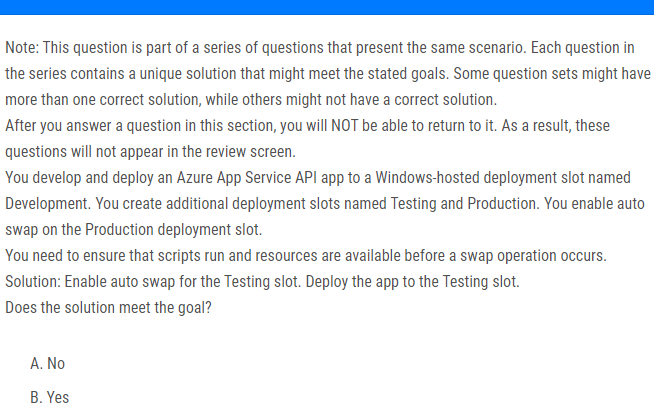 Note: This question is part of a series of questions that present the same scenario. Each question in
the series contains a unique solution that might meet the stated goals. Some question sets might have
more than one correct solution, while others might not have a correct solution.
After you answer a question in this section, you will NOT be able to return to it. As a result, these
questions will not appear in the review screen.
You develop and deploy an Azure App Service API app to a Windows-hosted deployment slot named
Development. You create additional deployment slots named Testing and Production. You enable auto
swap on the Production deployment slot.
You need to ensure that scripts run and resources are available before a swap operation occurs.
Solution: Enable auto swap for the Testing slot. Deploy the app to the Testing slot.
Does the solution meet the goal?
A. No
B. Yes